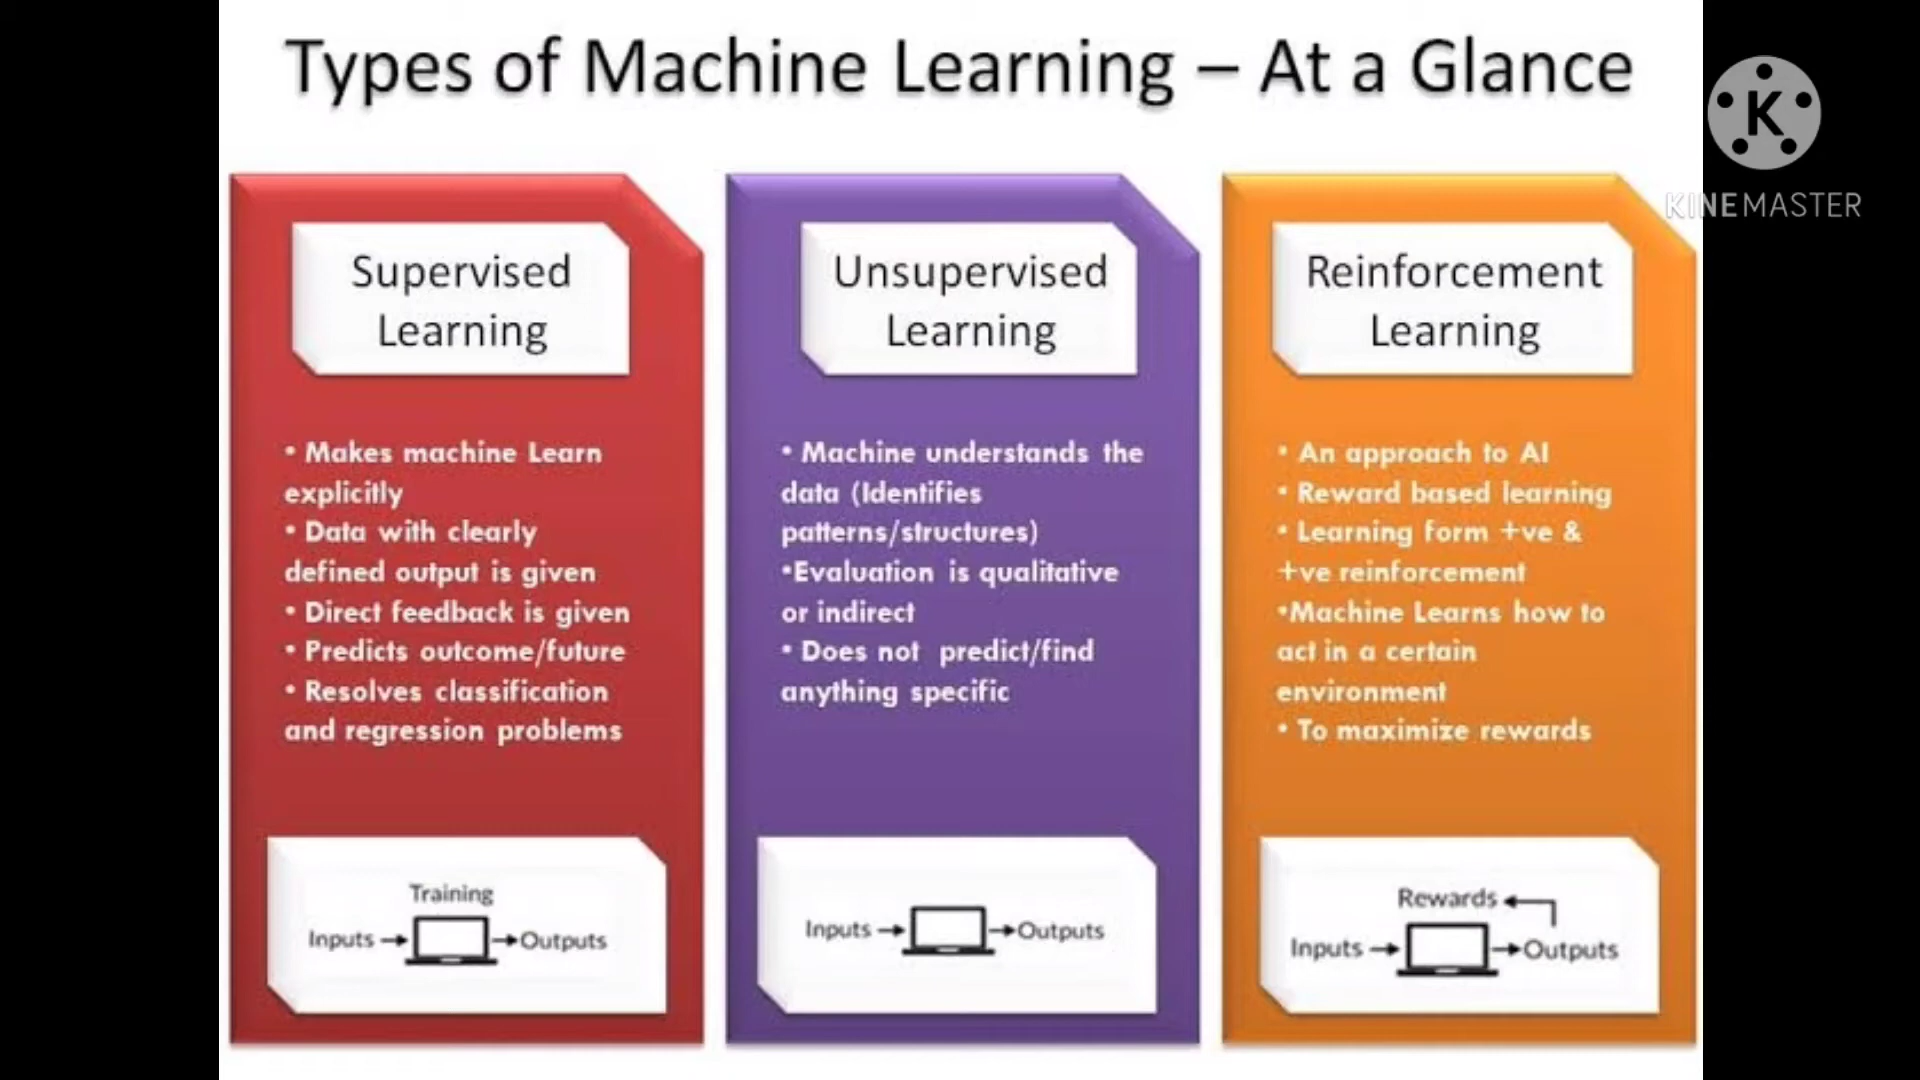 Types of Machine Learning – At a Glance
K
KINEMASTER
Supervised
Learning
• Makes machine Learn
explicitly
• Data with clearly
defined output is given
• Direct feedback is given
• Predicts outcome/future
• Resolves classification
and regression problems
Training
Inputs
Outputs
Unsupervised
Learning
• Machine understands the
data (Identifies
patterns/structures)
•Evaluation is qualitative
or indirect
• Does not predict/find
anything specific
Inputs
Outputs
Reinforcement
Learning
• An approach to AI
• Reward based learning
• Learning form +ve &
+ve reinforcement
•Machine Learns how to
act in a certain
environment
• To maximize rewards
Rewards
Inputs
Outputs